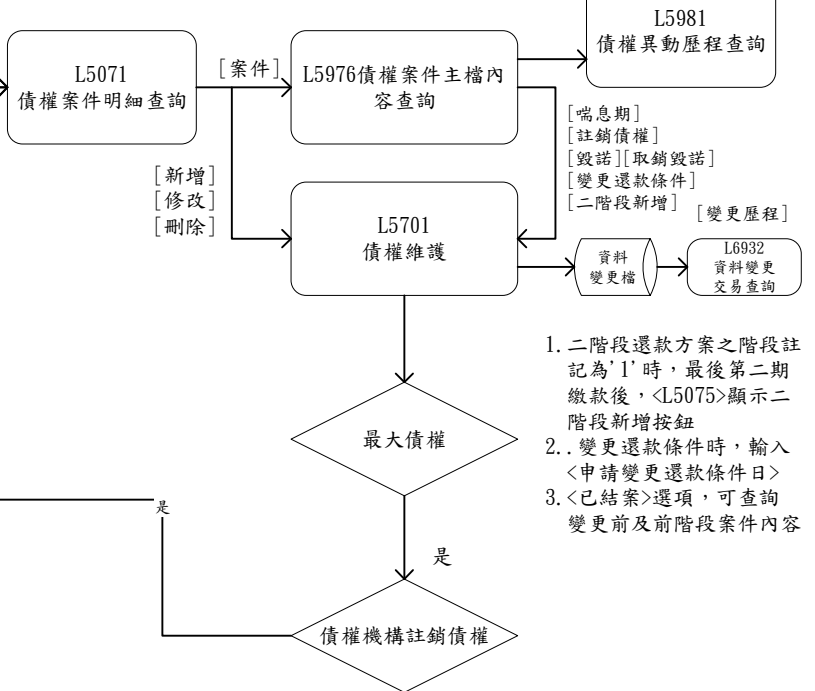 L5981
債權異動歷程查詢
L5071
債權案件明細查詢
[案件]
L5976債權案件主檔內
容查詢
[喘息期]
[註銷債權]
[毀諾][取銷毀諾]
[變更還款條件]
[二階段新增]
[新增]
[修改]
[刪除]
L5701
債權維護
[變更歷程]
資料
變更檔
L6932
資料變更
交易查詢
1. 二階段還款方案之階段註
記為'1'時，最後第二期
繳款後，<L5075>顯示二
階段新增按鈕
2.. 變更還款條件時，輸入
<申請變更還款條件日>
3. <已結案>選項，可查詢
變更前及前階段案件內容
最大債權
是
是
債權機構註銷債權